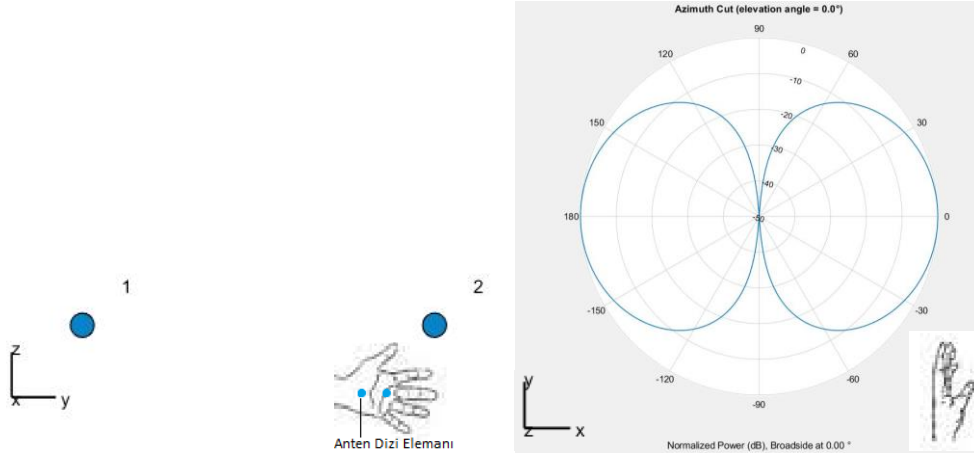 1
2
z
x
y
Anten Dizi Elemanı
Azimuth Cut (elevation angle = 0.0°)
90
120
60
0
-10
150
30
-20
-30
-40
180
-50
0
-150
-30
-120
-60
-90
y
z
x
Normalized Power (dB), Broadside at 0.00 °